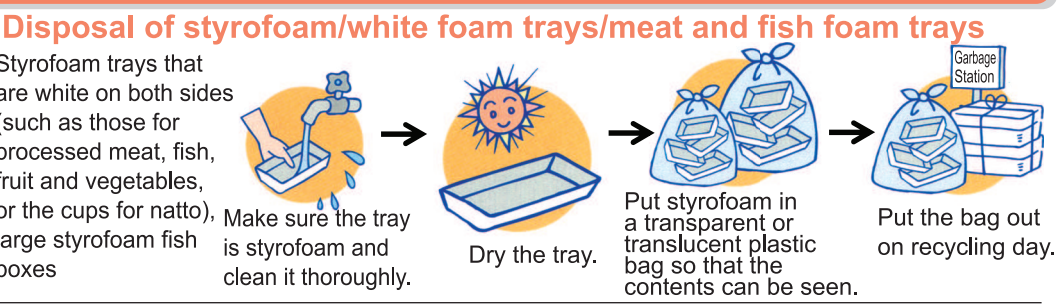 Disposal of styrofoam/white foam trays/meat and fish foam trays
Styrofoam trays that
are white on both sides
(such as those for
processed meat, fish,
fruit and vegetables,
or the cups for natto),
large styrofoam fish
boxes
Make sure the tray
is styrofoam and
clean it thoroughly.
Dry the tray.
Put styrofoam in
a transparent or
translucent plastic
bag so that the
contents can be seen.
Garbage
Station
Put the bag out
on recycling day.